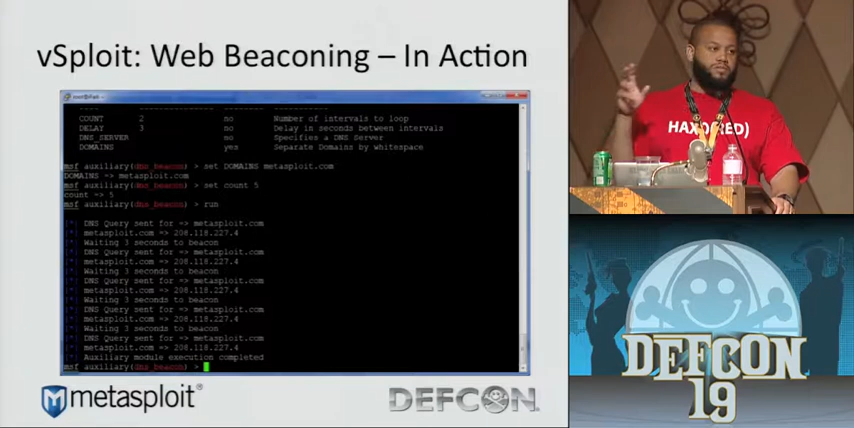 vSploit: Web Beaconing – In Action
COUNT 2 no Number of intervals to loop
DELAY 3 no Delay in seconds between intervals
DNS_SERVER no Specifies a DNS Server
DOMAINS yes Separate Domains by whitespace
msf auxiliary(dns_beacon) > set DOMAINS metasploit.com
DOMAINS => metasploit.com
msf auxiliary(dns_beacon) > set count 5
count => 5
msf auxiliary(dns_beacon) > run
[*] DNS Query sent for => metasploit.com
[*] metasploit.com => 208.118.227.4
[*] Waiting 3 seconds to beacon
[*] DNS Query sent for => metasploit.com
[*] metasploit.com => 208.118.227.4
[*] Waiting 3 seconds to beacon
[*] DNS Query sent for => metasploit.com
[*] metasploit.com => 208.118.227.4
[*] Waiting 3 seconds to beacon
[*] DNS Query sent for => metasploit.com
[*] metasploit.com => 208.118.227.4
[*] Waiting 3 seconds to beacon
[*] DNS Query sent for => metasploit.com
[*] metasploit.com => 208.118.227.4
[*] Auxiliary module execution completed
msf auxiliary(dns_beacon) >
metasploit®
DEFCON
HAXO(RED)
DEFCON
19